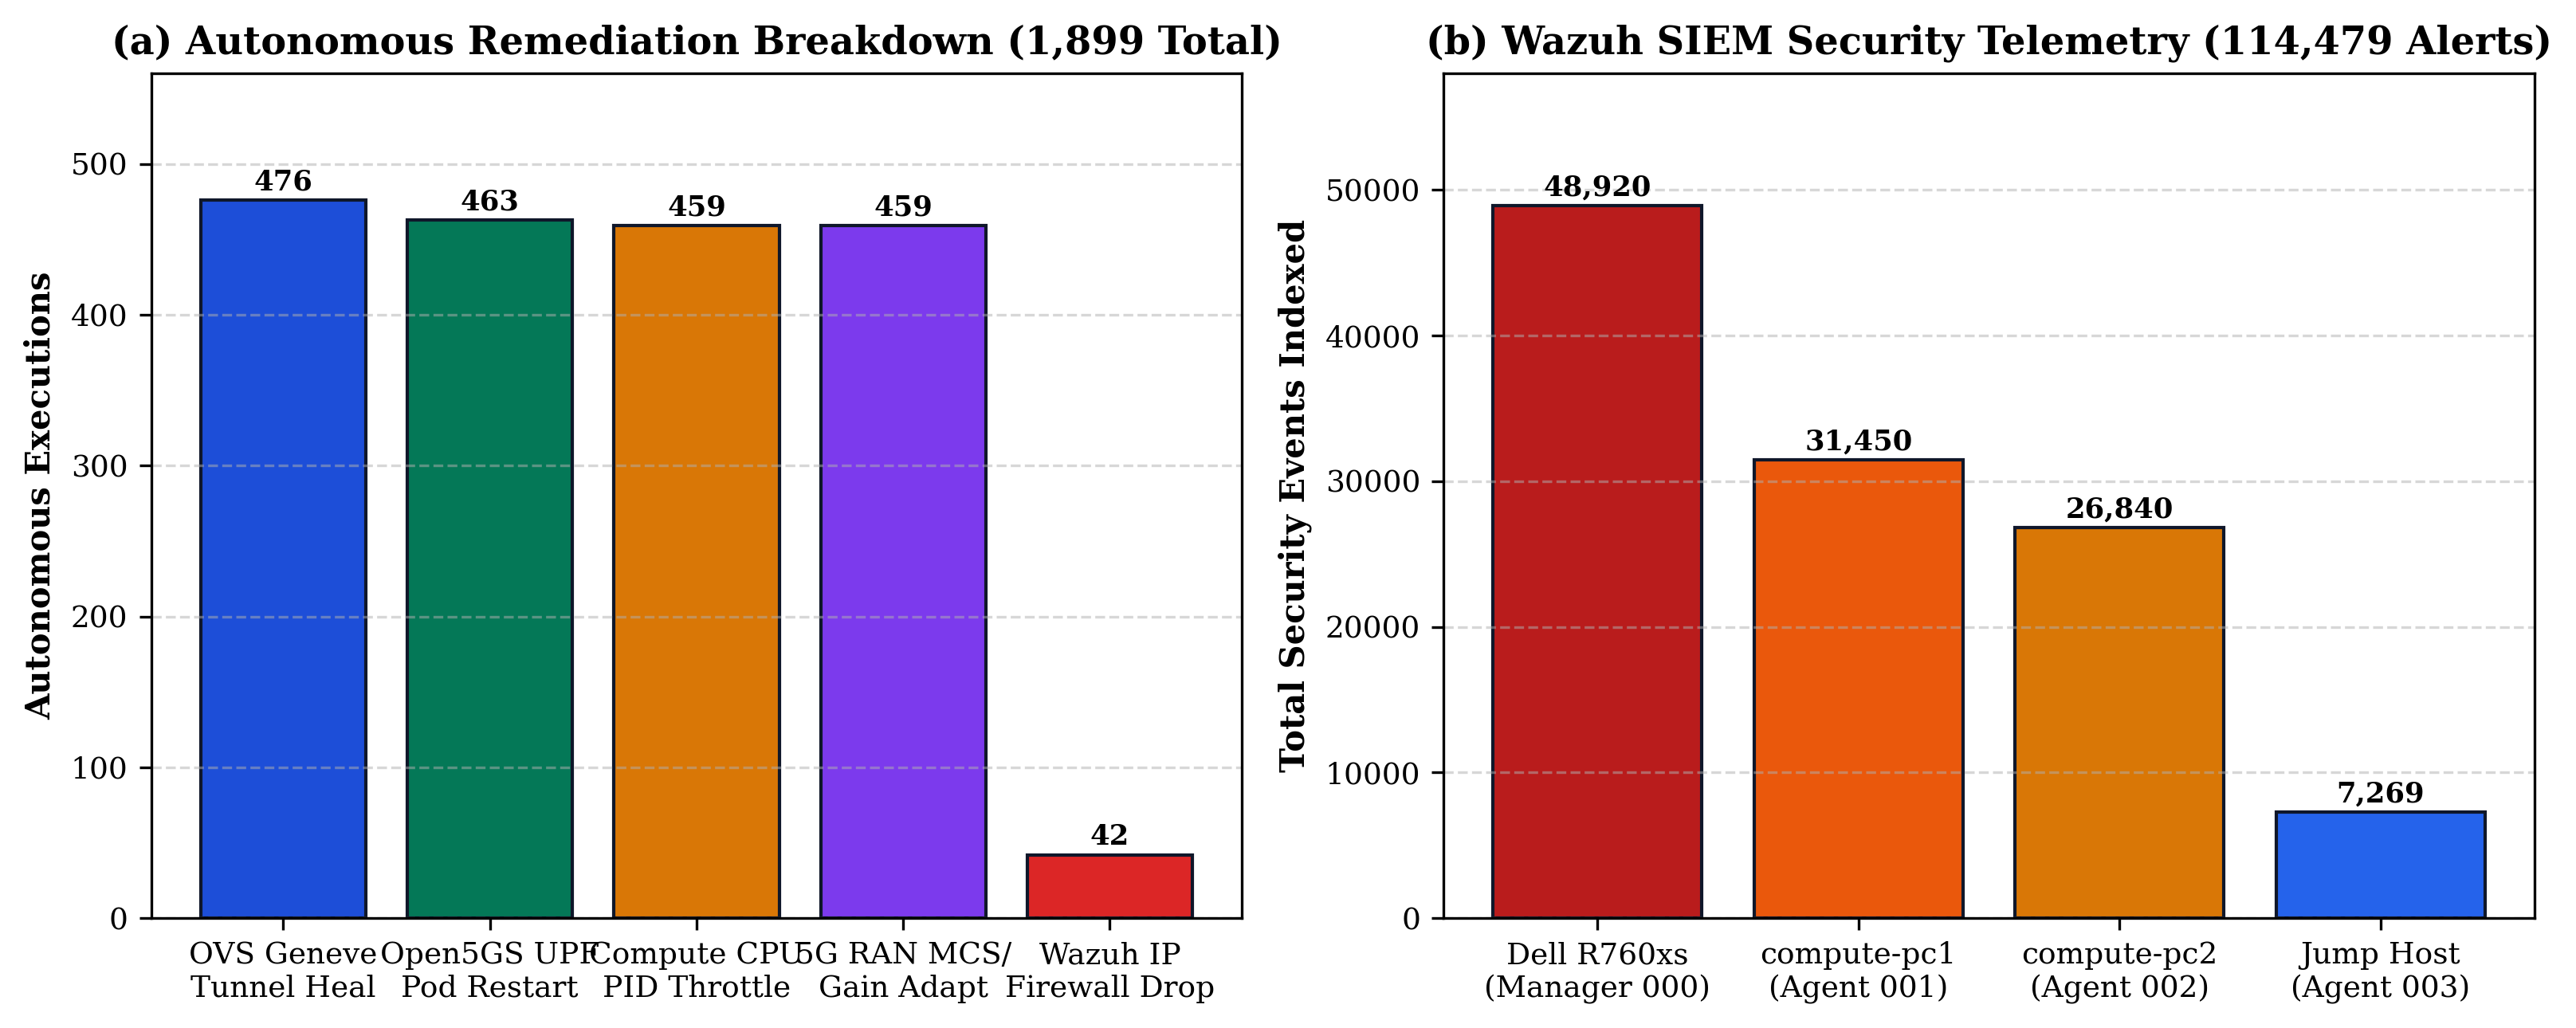 (a) Autonomous Remediation Breakdown (1,899 Total)
Autonomous Executions
500
400
300
200
100
0
476
463
459
459
42
OVS Geneve
Tunnel Heal
Open5GS UPF
Pod Restart
Compute CPU
PID Throttle
5G RAN MCS/
Gain Adapt
Wazuh IP
Firewall Drop
(b) Wazuh SIEM Security Telemetry (114,479 Alerts)
Total Security Events Indexed
50000
40000
30000
20000
10000
0
48,920
31,450
26,840
7,269
Dell R760xs
(Manager 000)
compute-pc1
(Agent 001)
compute-pc2
(Agent 002)
Jump Host
(Agent 003)